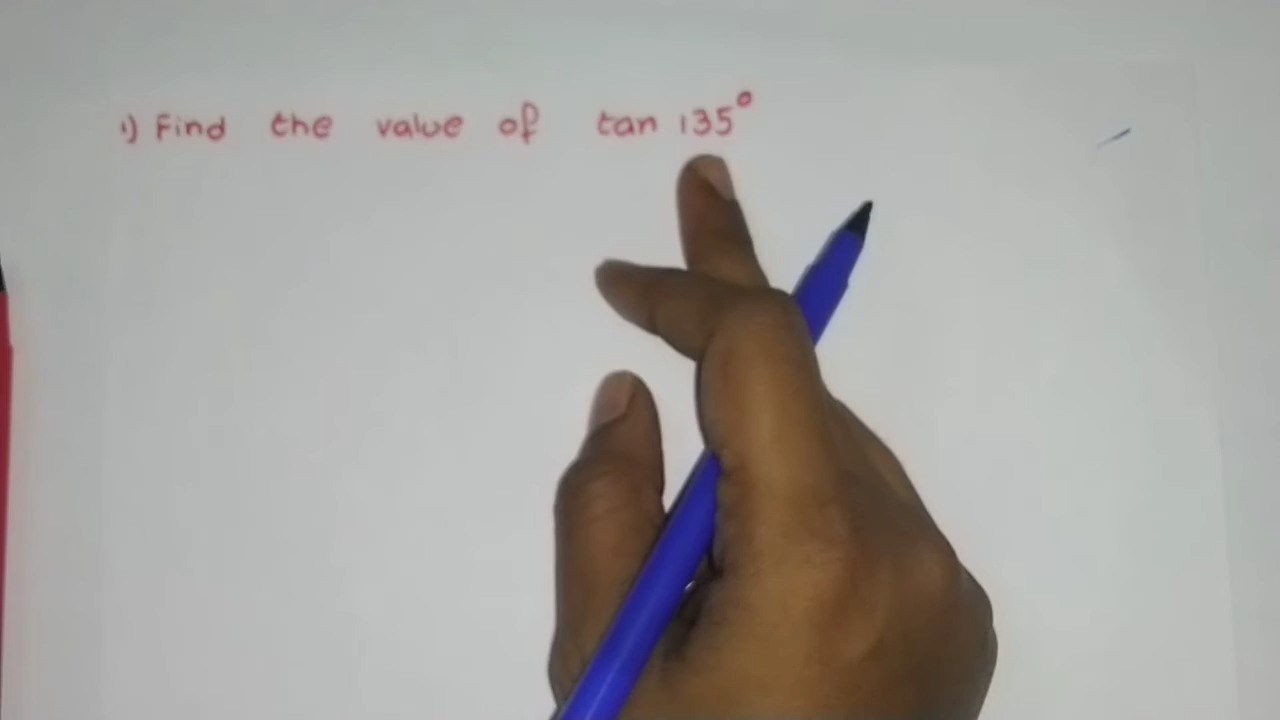 1) Find the value of tan 135°